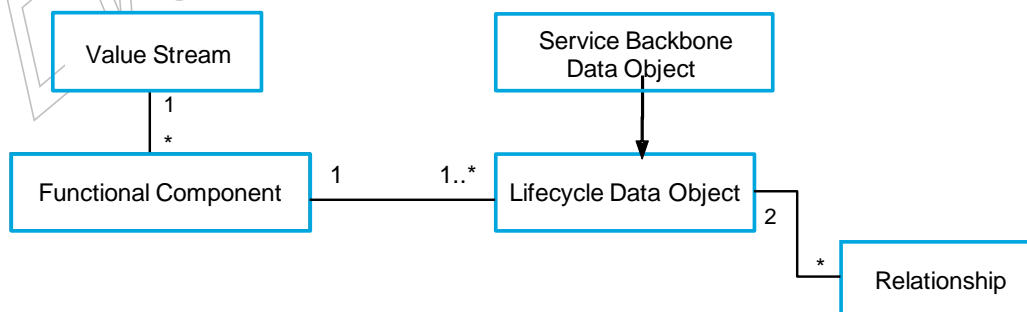 Value Stream
Service Backbone
Data Object
1
*
Functional Component
1
1..*
Lifecycle Data Object
2
*
Relationship